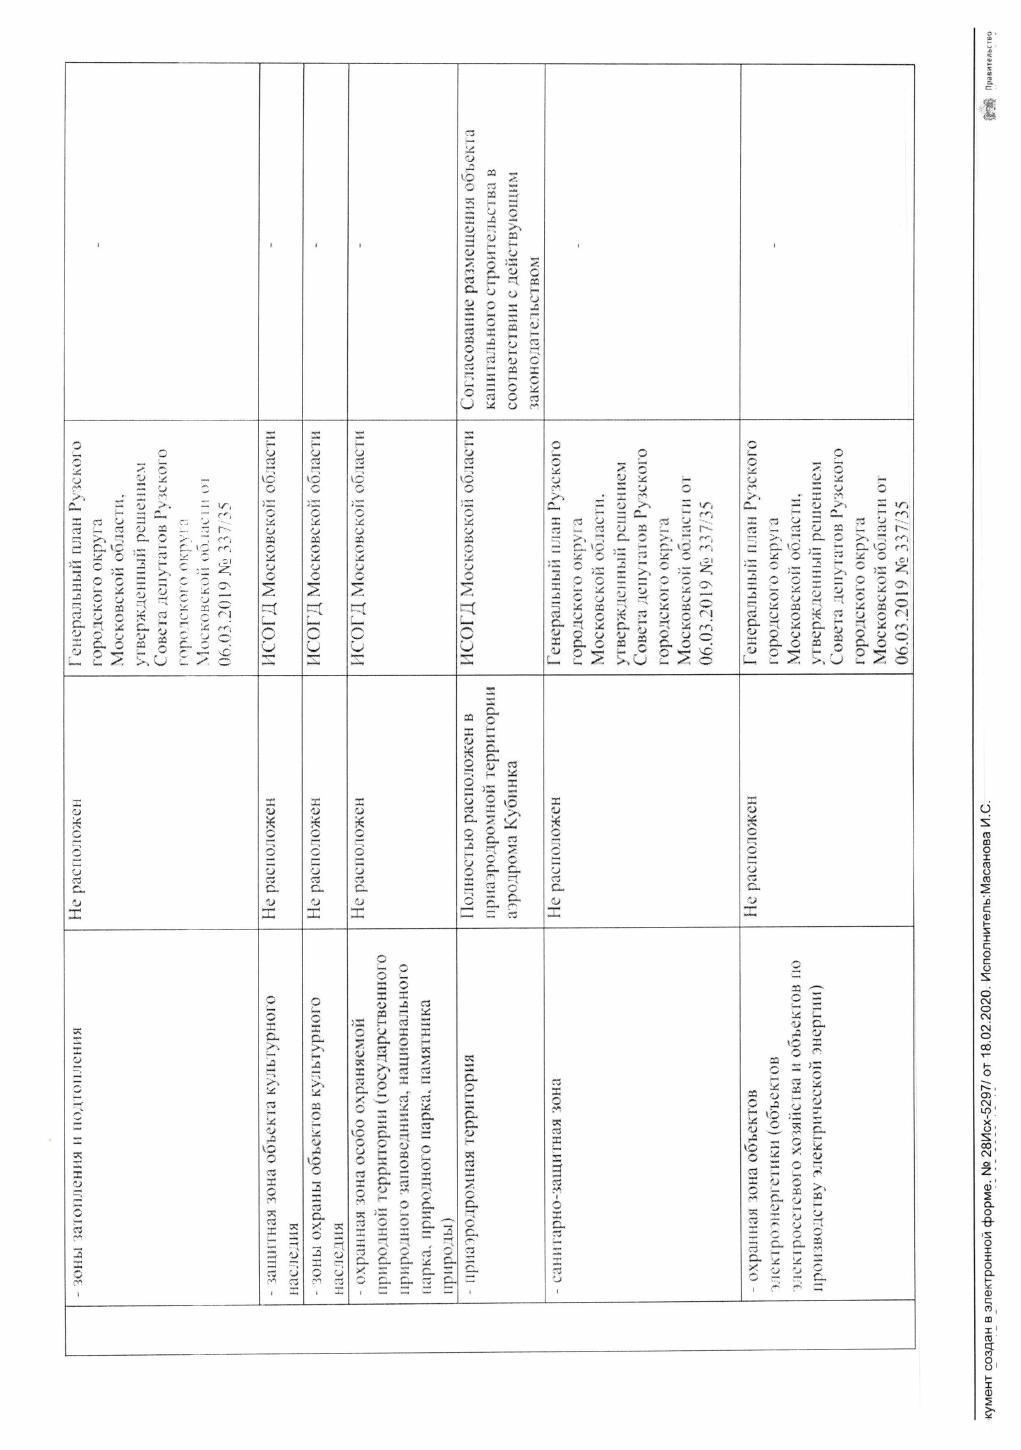 - зоны затопления и подтопления
Не расположен
Генеральный план Рузского
городского округа
Московской области,
утвержденный решением
Совета депутатов Рузского
городского округа
Московской области от
06.03.2019 № 337/35
-
- защитная зона объекта культурного
наследия
Не расположен
ИСОГД Московской области
-
- зоны охраны объектов культурного
наследия
Не расположен
ИСОГД Московской области
-
- охранная зона особо охраняемой
природной территории (государственного
природного заповедника, национального
парка, природного парка, памятника
природы)
Не расположен
ИСОГД Московской области
-
- приаэродромная территория
Полностью расположен в
приаэродромной территории
аэродрома Кубинка
ИСОГД Московской области
Согласование размещения объекта
капитального строительства в
соответствии с действующим
законодательством
- санитарно-защитная зона
Не расположен
Генеральный план Рузского
городского округа
Московской области,
утвержденный решением
Совета депутатов Рузского
городского округа
Московской области от
06.03.2019 № 337/35
-
- охранная зона объектов
электроэнергетики (объектов
электросетевого хозяйства и объектов по
производству электрической энергии)
Не расположен
Генеральный план Рузского
городского округа
Московской области,
утвержденный решением
Совета депутатов Рузского
городского округа
Московской области от
06.03.2019 № 337/35
-
кумент создан в электронной форме. № 28Исх-5297/ от 18.02.2020. Исполнитель:Масанова И.С.
Правительство